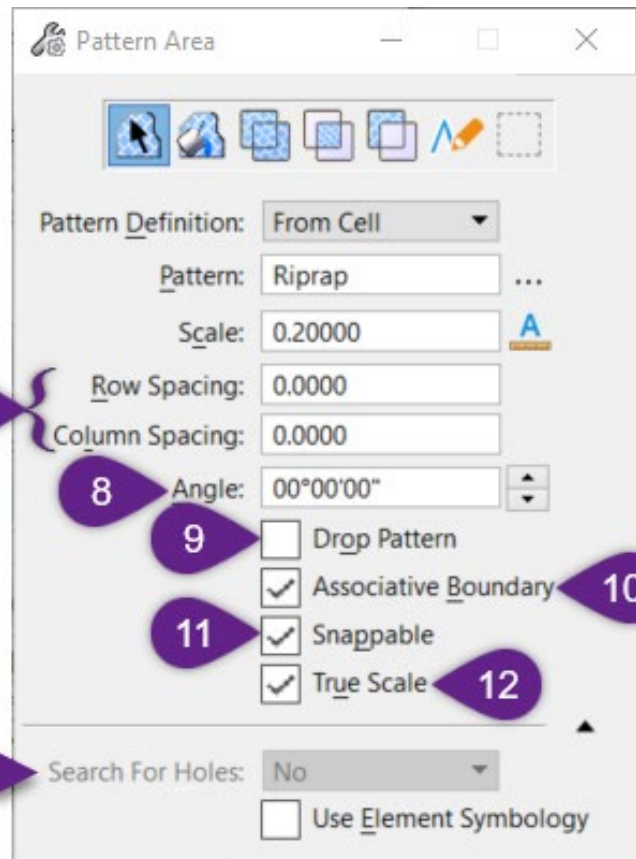 Pattern Area
Pattern Definition: From Cell
Pattern: Riprap ...
Scale: 0.20000 A
Row Spacing: 0.0000
Column Spacing: 0.0000
8 Angle: 00°00'00"
9 Drop Pattern
Associative Boundary 10
11 Snappable
True Scale 12
Search For Holes: No
Use Element Symbology